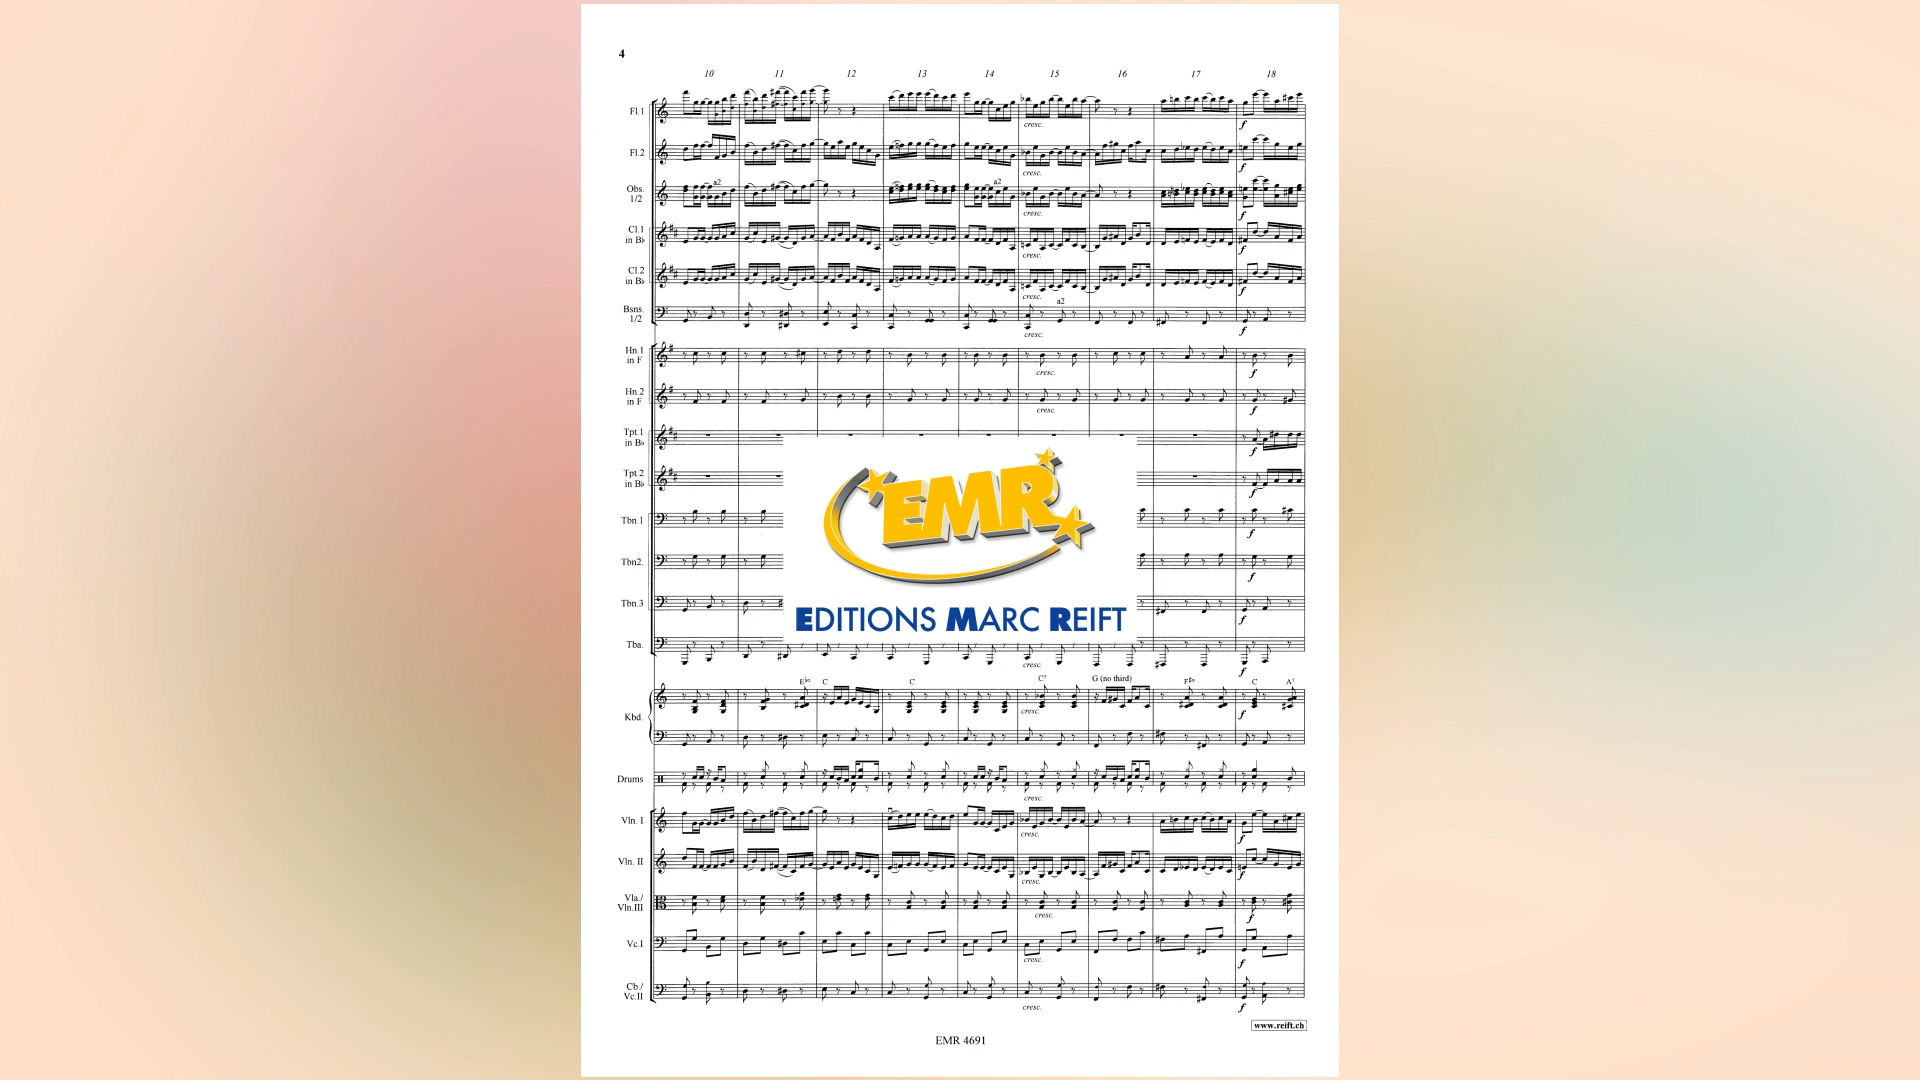 4
10 11 12 13 14 15 16 17 18
Fl.1
cresc.
f
Fl.2
cresc.
f
Obs.
1/2
a2
a2
cresc.
f
Cl.1
in B♭
cresc.
f
Cl.2
in B♭
cresc.
f
Bsns.
1/2
a2
cresc.
f
Hn.1
in F
cresc.
f
Hn.2
in F
cresc.
f
Tpt.1
in B♭
f
Tpt.2
in B♭
f
Tbn.1
f
Tbn2.
f
Tbn.3
f
EMR
EDITIONS MARC REIFT
Tba.
cresc.
f
E♭o C C C7 G (no third) F♯o C A7
Kbd.
cresc.
f
Drums
cresc.
Vln. I
cresc.
f
Vln. II
cresc.
f
Vla./
Vln.III
cresc.
f
Vc.I
cresc.
f
Cb./
Vc.II
cresc.
f
www.reift.ch
EMR 4691